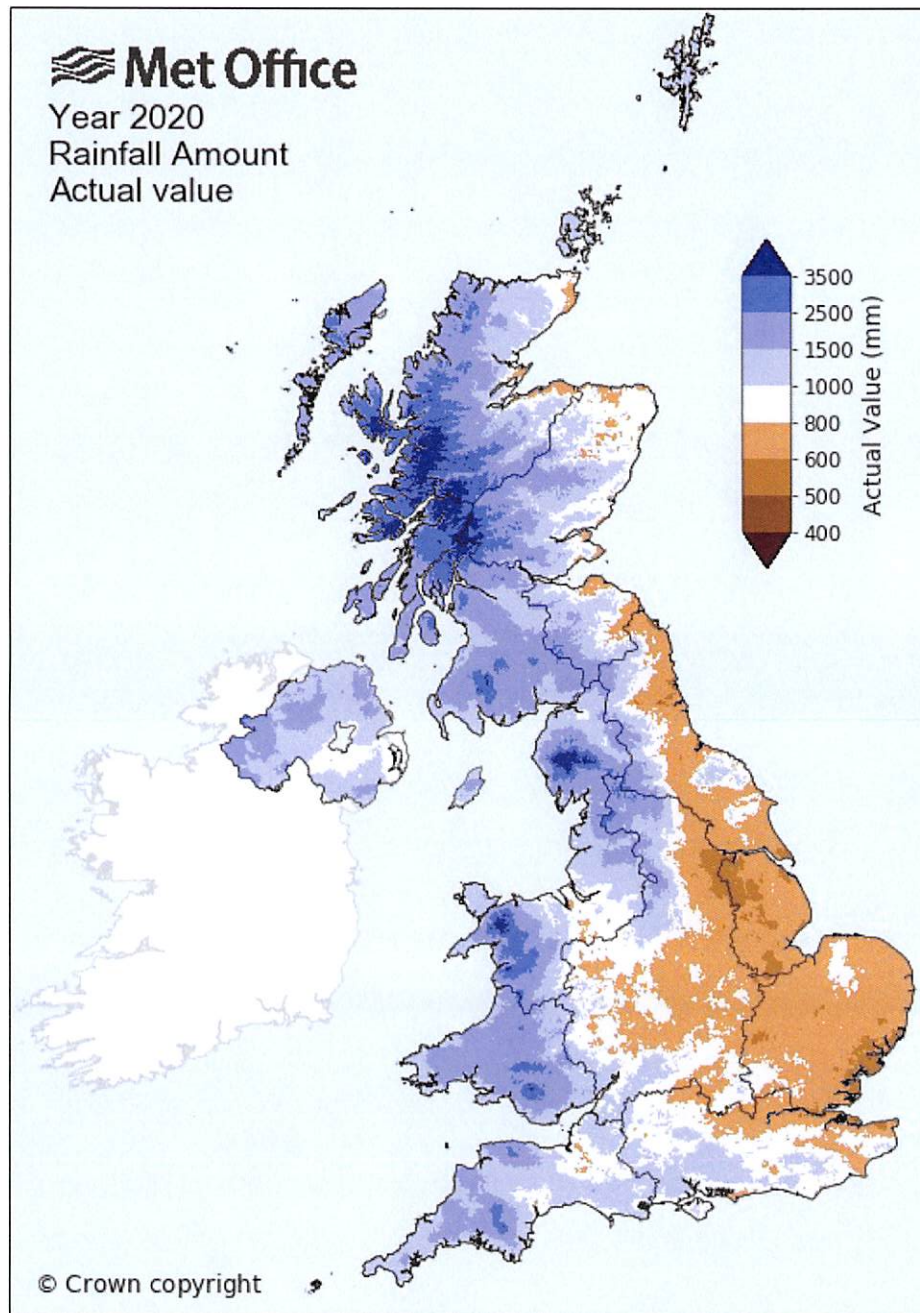 Met Office
Year 2020
Rainfall Amount
Actual value
3500
2500
1500
1000
800
600
500
400
Actual Value (mm)
© Crown copyright